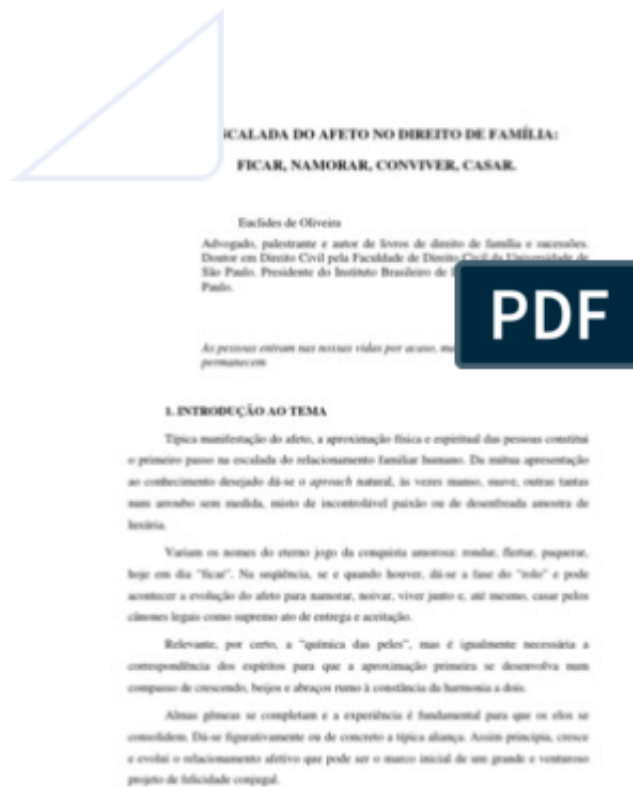 SCALADA DO AFETO NO DIREITO DE FAMÍLIA:
FICAR, NAMORAR, CONVIVER, CASAR.
Euclides de Oliveira
Advogado, palestrante e autor de livros de direito de família e sucessões.
Doutor em Direito Civil pela Faculdade de Direito Civil da Universidade de
São Paulo. Presidente do Instituto Brasileiro de
Paulo.
PDF
As pessoas entram nas nossas vidas por acaso, mas
permanecem
1. INTRODUÇÃO AO TEMA
Típica manifestação do afeto, a aproximação física e espiritual das pessoas constitui
o primeiro passo na escalada do relacionamento familiar humano. Da mútua apresentação
ao conhecimento desejado dá-se o aproach natural, às vezes manso, suave, outras tantas
num arroubo sem medida, misto de incontrolável paixão ou de desenfreada amostra de
luxúria.
Variam os nomes do eterno jogo da conquista amorosa: rondar, flertar, paquerar,
hoje em dia "ficar". Na seqüência, se e quando houver, dá-se a fase do "rolo" e pode
acontecer a evolução do afeto para namorar, noivar, viver junto e, até mesmo, casar pelos
cânones legais como supremo ato de entrega e aceitação.
Relevante, por certo, a "química das peles", mas é igualmente necessária a
correspondência dos espíritos para que a aproximação primeira se desenvolva num
compasso de crescendo, beijos e abraços rumo à constância da harmonia a dois.
Almas gêmeas se completam e a experiência é fundamental para que os elos se
consolidem. Dá-se figurativamente ou de concreto a típica aliança. Assim principia, cresce
e evolui o relacionamento afetivo que pode ser o marco inicial de um grande e venturoso
projeto de felicidade conjugal.